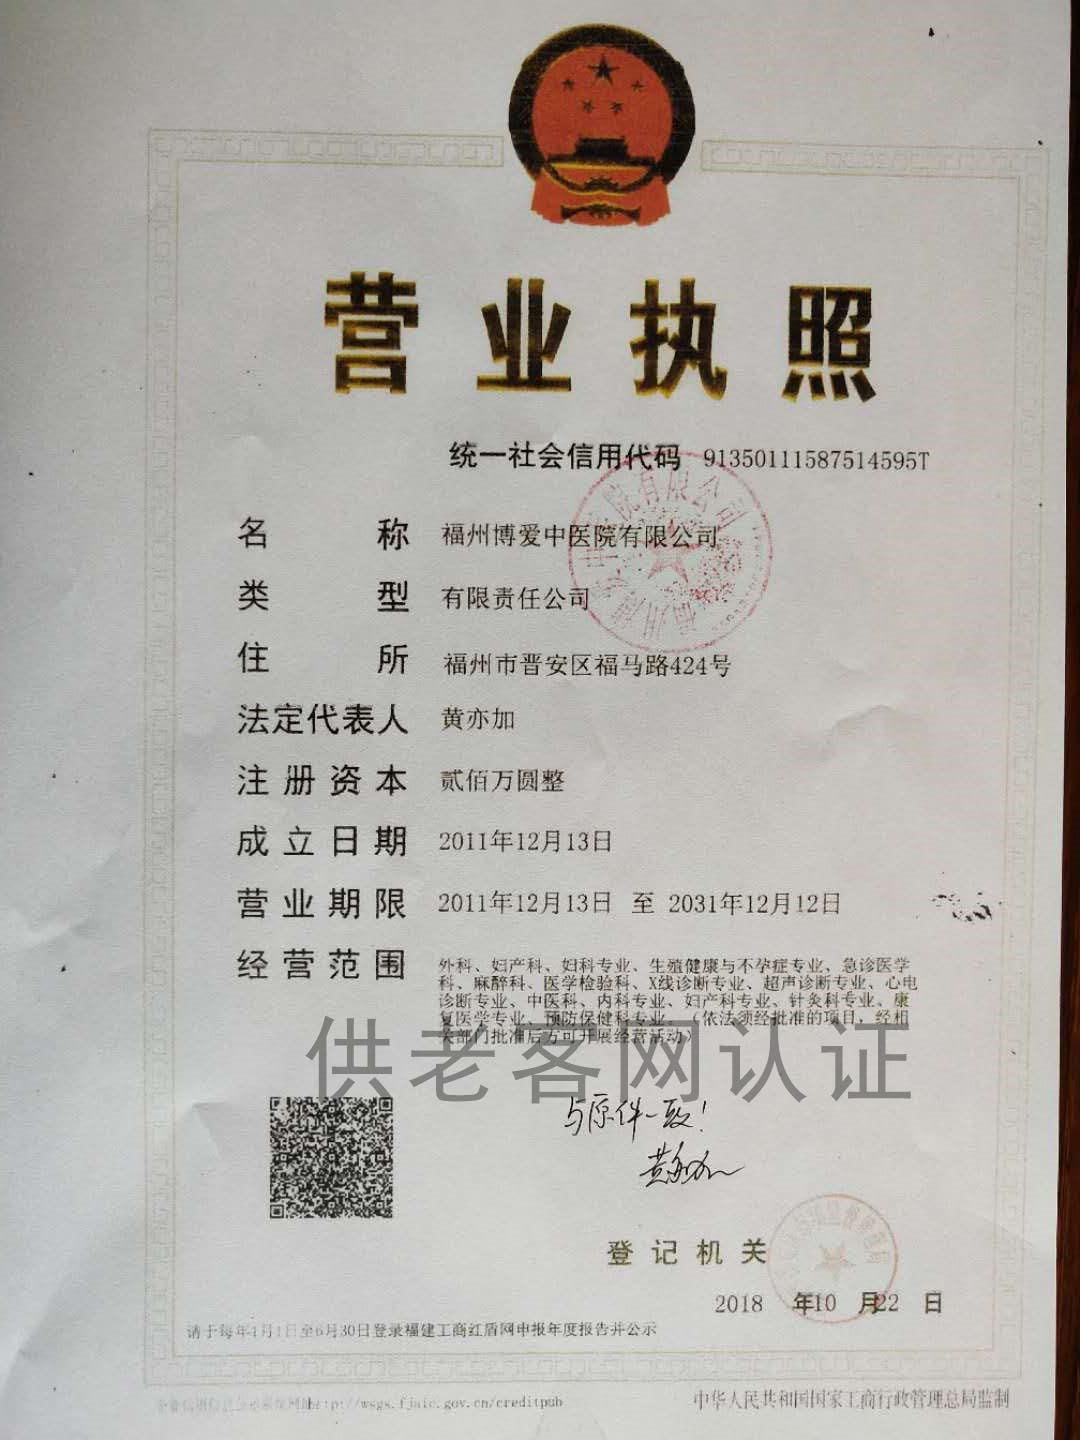 营业执照
统一社会信用代码 91350111587514595T
名称 福州博爱中医院有限公司
类型 有限责任公司
住所 福州市晋安区福马路424号
法定代表人 黄亦加
注册资本 贰佰万圆整
成立日期 2011年12月13日
营业期限 2011年12月13日 至 2031年12月12日
经营范围 外科、妇产科、妇科专业、生殖健康与不孕症专业、急诊医学
科、麻醉科、医学检验科、X线诊断专业、超声诊断专业、心电
诊断专业、中医科、内科专业、妇产科专业、针灸科专业、康
复医学专业、预防保健科专业。（依法须经批准的项目，经相
关部门批准后方可开展经营活动）
供老客网认证
与原件一致！
登记机关
2018 年10 月22 日
请于每年1月1日至6月30日登录福建工商红盾网申报年度报告并公示
http://wsgs.fjaic.gov.cn/creditpub
中华人民共和国国家工商行政管理总局监制